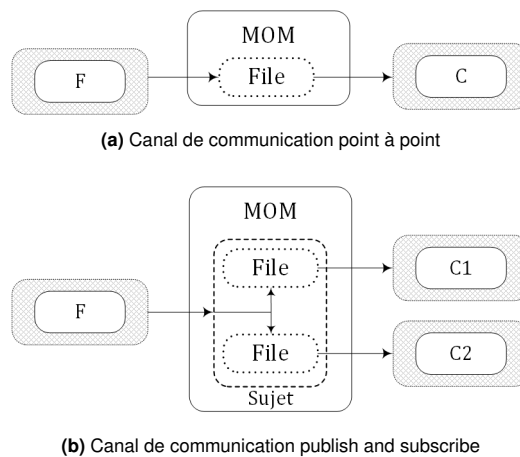 MOM
F
File
C
(a) Canal de communication point à point
MOM
File
C1
F
File
C2
Sujet
(b) Canal de communication publish and subscribe